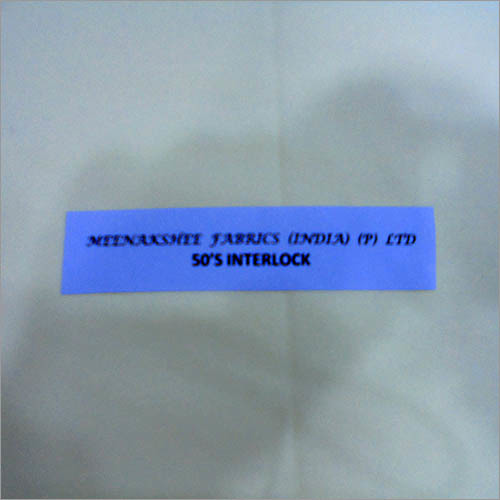 MEENAKSHEE FABRICS (INDIA) (P) LTD
50'S INTERLOCK